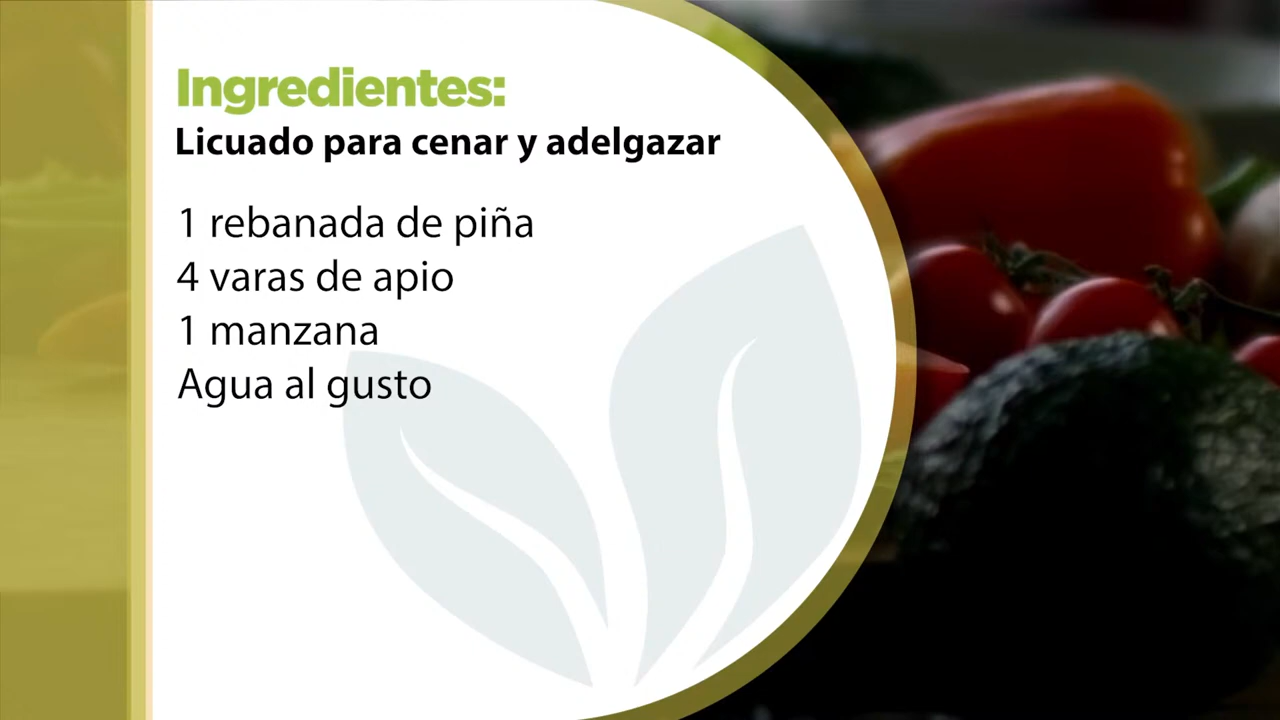 Ingredientes:
Licuado para cenar y adelgazar
1 rebanada de piña
4 varas de apio
1 manzana
Agua al gusto